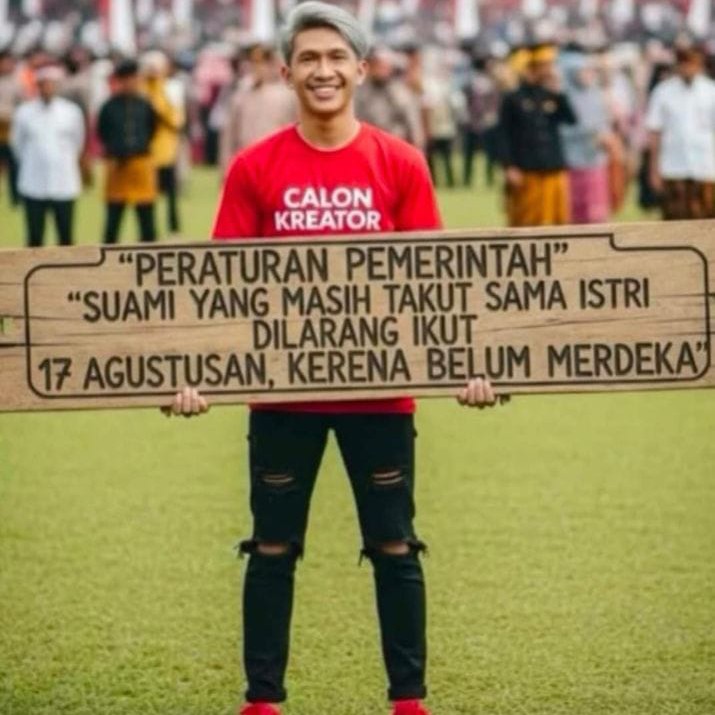 CALON
KREATOR
"PERATURAN PEMERINTAH"
"SUAMI YANG MASIH TAKUT SAMA ISTRI
DILARANG IKUT
17 AGUSTUSAN, KERENA BELUM MERDEKA"